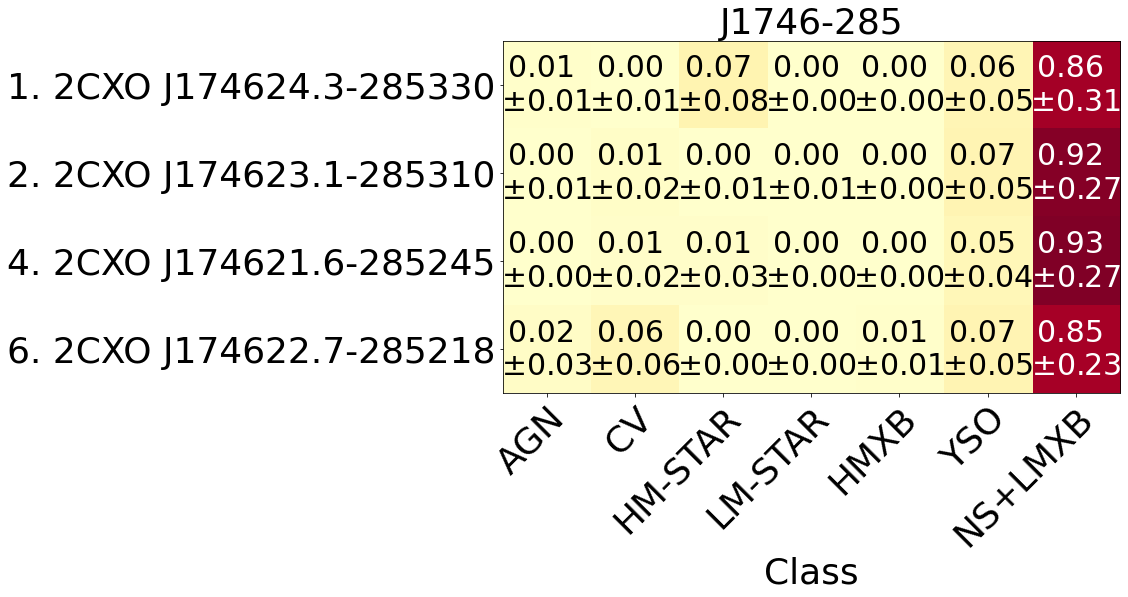 J1746-285
1. 2CXO J174624.3-285330 0.01 0.00 0.07 0.00 0.00 0.06 0.86
±0.01 ±0.01 ±0.08 ±0.00 ±0.00 ±0.05 ±0.31
2. 2CXO J174623.1-285310 0.00 0.01 0.00 0.00 0.00 0.07 0.92
±0.01 ±0.02 ±0.01 ±0.01 ±0.00 ±0.05 ±0.27
4. 2CXO J174621.6-285245 0.00 0.01 0.01 0.00 0.00 0.05 0.93
±0.00 ±0.02 ±0.03 ±0.00 ±0.00 ±0.04 ±0.27
6. 2CXO J174622.7-285218 0.02 0.06 0.00 0.00 0.01 0.07 0.85
±0.03 ±0.06 ±0.00 ±0.00 ±0.01 ±0.05 ±0.23
AGN CV HM-STAR LM-STAR HMXB YSO NS+LMXB
Class